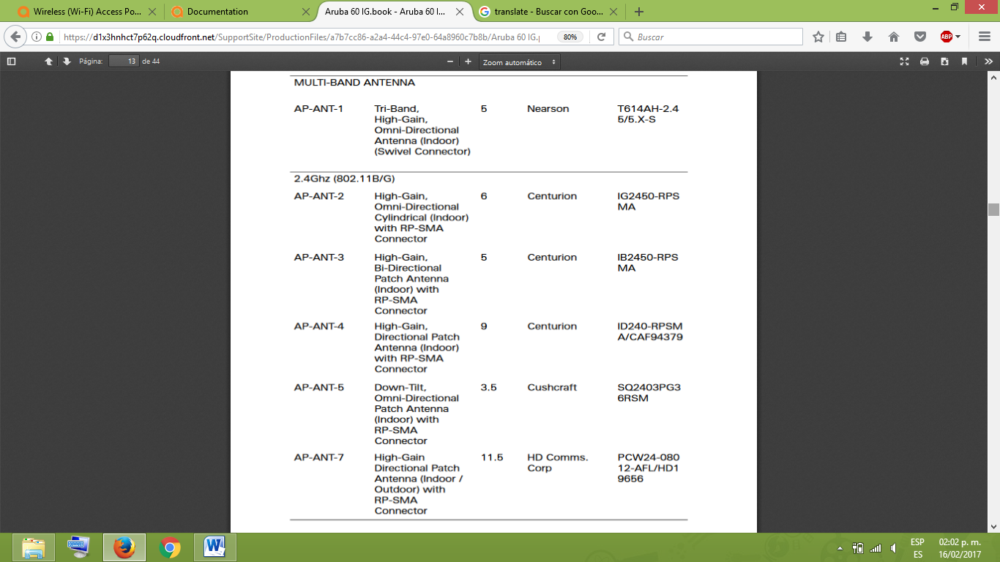 Wireless (Wi-Fi) Access Po...
Documentation
Aruba 60 IG.book - Aruba 60 I...
translate - Buscar con Goo...
https://d1x3hnhct7p62q.cloudfront.net/SupportSite/ProductionFiles/a7b7cc86-a2a4-44c4-97e0-64a8960c7b8b/Aruba 60 IG.p
80%
Buscar
ABP
Página: 13 de 44
Zoom automático
MULTI-BAND ANTENNA
AP-ANT-1 Tri-Band, 5 Nearson T614AH-2.4
High-Gain, 5/5.X-S
Omni-Directional
Antenna (Indoor)
(Swivel Connector)
2.4Ghz (802.11B/G)
AP-ANT-2 High-Gain, 6 Centurion IG2450-RPS
Omni-Directional MA
Cylindrical (Indoor)
with RP-SMA
Connector
AP-ANT-3 High-Gain, 5 Centurion IB2450-RPS
Bi-Directional MA
Patch Antenna
(Indoor) with
RP-SMA
Connector
AP-ANT-4 High-Gain, 9 Centurion ID240-RPSM
Directional Patch A/CAF94379
Antenna (Indoor)
with RP-SMA
Connector
AP-ANT-5 Down-Tilt, 3.5 Cushcraft SQ2403PG3
Omni-Directional 6RSM
Patch Antenna
(Indoor) with
RP-SMA
Connector
AP-ANT-7 High-Gain 11.5 HD Comms. PCW24-080
Directional Patch Corp 12-AFL/HD1
Antenna (Indoor / 9656
Outdoor) with
RP-SMA
Connector
ESP 02:02 p. m.
ES 16/02/2017